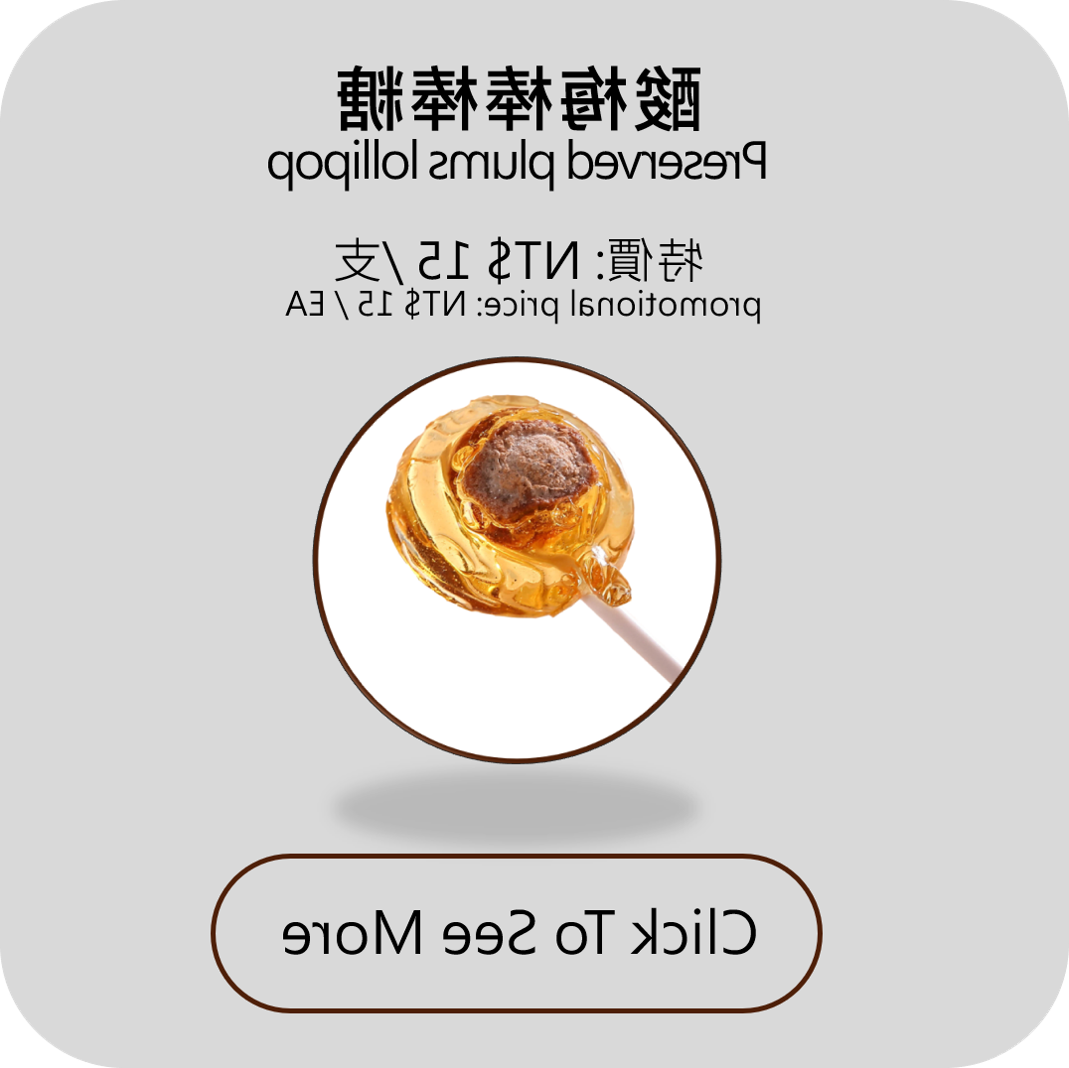 酸梅棒棒糖
Preserved plums lollipop
特價: NT$ 15 /支
promotional price: NT$ 15 / EA
Click To See More